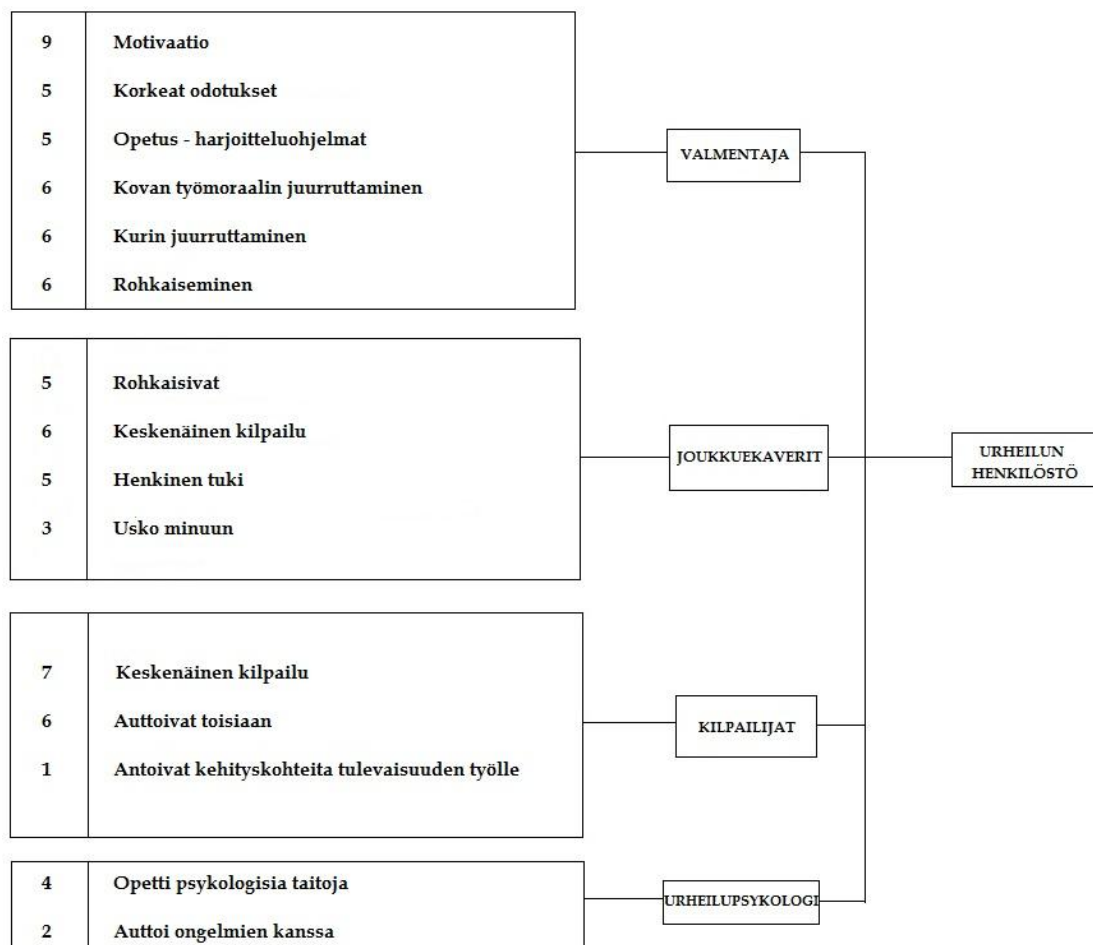 9 Motivaatio
5 Korkeat odotukset
5 Opetus - harjoitteluohjelmat
6 Kovan työmoraalin juurruttaminen
6 Kurin juurruttaminen
6 Rohkaiseminen
VALMENTAJA
5 Rohkaisivat
6 Keskenäinen kilpailu
5 Henkinen tuki
3 Usko minuun
JOUKKUEKAVERIT
URHEILUN
HENKILÖSTÖ
7 Keskenäinen kilpailu
6 Auttoivat toisiaan
1 Antoivat kehityskohteita tulevaisuuden työlle
KILPAILIJAT
4 Opetti psykologisia taitoja
2 Auttoi ongelmien kanssa
URHEILUPSYKOLOGI